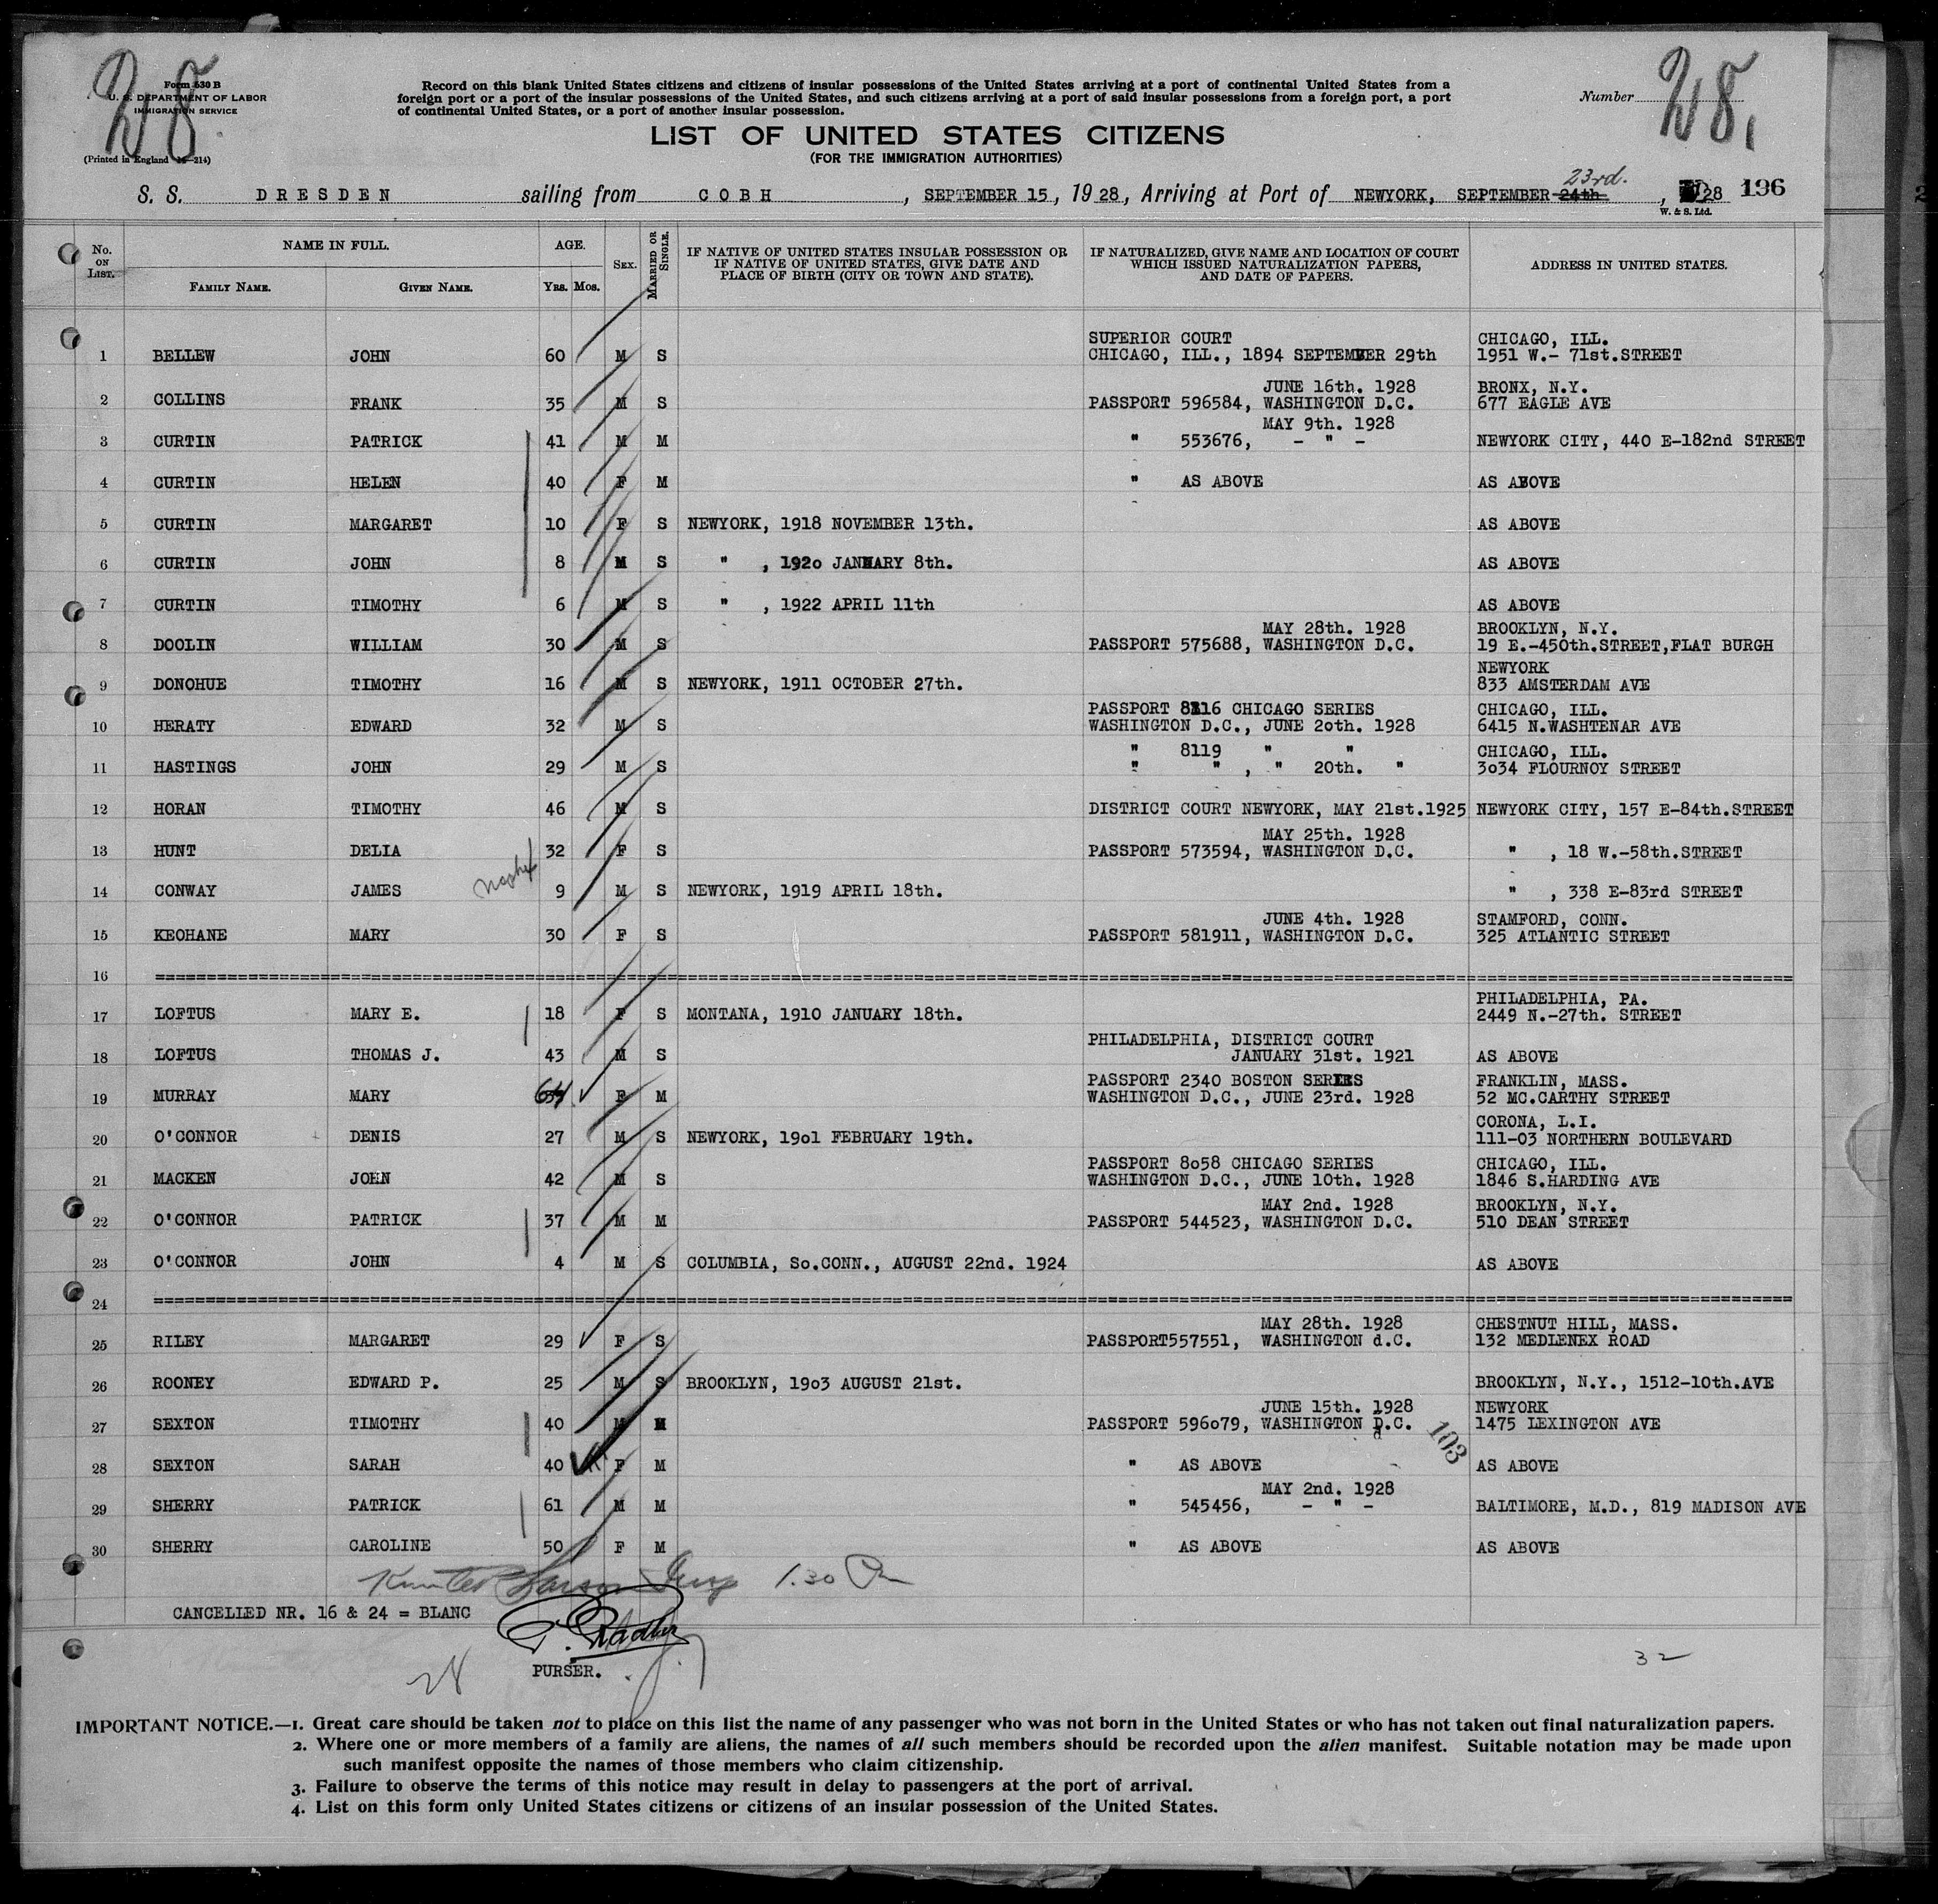 28
28.
Form 630 B
U. S. DEPARTMENT OF LABOR
IMMIGRATION SERVICE
(Printed in England 16—214)
Record on this blank United States citizens and citizens of insular possessions of the United States arriving at a port of continental United States from a
foreign port or a port of the insular possessions of the United States, and such citizens arriving at a port of said insular possessions from a foreign port, a port
of continental United States, or a port of another insular possession.
Number
LIST OF UNITED STATES CITIZENS
(FOR THE IMMIGRATION AUTHORITIES)
S. S. DRESDEN sailing from COBH, SEPTEMBER 15, 1928, Arriving at Port of NEWYORK, SEPTEMBER 24th 23rd. , 28 196
W. & S. Ltd.
No. ON LIST. NAME IN FULL. AGE. SEX. MARRIED OR SINGLE. IF NATIVE OF UNITED STATES INSULAR POSSESSION OR IF NATIVE OF UNITED STATES, GIVE DATE AND PLACE OF BIRTH (CITY OR TOWN AND STATE). IF NATURALIZED, GIVE NAME AND LOCATION OF COURT WHICH ISSUED NATURALIZATION PAPERS, AND DATE OF PAPERS. ADDRESS IN UNITED STATES.
FAMILY NAME. GIVEN NAME. Yrs. Mos.
SUPERIOR COURT CHICAGO, ILL.
1 BELLEW JOHN 60 M S CHICAGO, ILL., 1894 SEPTEMBER 29th 1951 W.- 71st.STREET
JUNE 16th. 1928 BRONX, N.Y.
2 COLLINS FRANK 35 M S PASSPORT 596584, WASHINGTON D.C. 677 EAGLE AVE
MAY 9th. 1928
3 CURTIN PATRICK 41 M M " 553676, - " - NEWYORK CITY, 440 E-182nd STREET
4 CURTIN HELEN 40 F M " AS ABOVE AS ABOVE
5 CURTIN MARGARET 10 F S NEWYORK, 1918 NOVEMBER 13th. AS ABOVE
6 CURTIN JOHN 8 M S " , 192o JANUARY 8th. AS ABOVE
7 CURTIN TIMOTHY 6 M S " , 1922 APRIL 11th AS ABOVE
MAY 28th. 1928 BROOKLYN, N.Y.
8 DOOLIN WILLIAM 30 M S PASSPORT 575688, WASHINGTON D.C. 19 E.-450th.STREET,FLAT BURGH
NEWYORK
9 DONOHUE TIMOTHY 16 M S NEWYORK, 1911 OCTOBER 27th. 833 AMSTERDAM AVE
PASSPORT 8116 CHICAGO SERIES CHICAGO, ILL.
10 HERATY EDWARD 32 M S WASHINGTON D.C., JUNE 2oth. 1928 6415 N.WASHTENAR AVE
" 8119 " " CHICAGO, ILL.
11 HASTINGS JOHN 29 M S " " , " 20th. " 3o34 FLOURNOY STREET
12 HORAN TIMOTHY 46 M S DISTRICT COURT NEWYORK, MAY 21st.1925 NEWYORK CITY, 157 E-84th.STREET
MAY 25th. 1928
13 HUNT DELIA 32 F S PASSPORT 573594, WASHINGTON D.C. " , 18 W.-58th.STREET
14 CONWAY JAMES 9 M S NEWYORK, 1919 APRIL 18th. " , 338 E-83rd STREET
JUNE 4th. 1928 STAMFORD, CONN.
15 KEOHANE MARY 30 F S PASSPORT 581911, WASHINGTON D.C. 325 ATLANTIC STREET
16
PHILADELPHIA, PA.
17 LOFTUS MARY E. 18 F S MONTANA, 1910 JANUARY 18th. 2449 N.-27th. STREET
PHILADELPHIA, DISTRICT COURT
18 LOFTUS THOMAS J. 43 M S JANUARY 31st. 1921 AS ABOVE
PASSPORT 2340 BOSTON SERIES FRANKLIN, MASS.
19 MURRAY MARY F M WASHINGTON D.C., JUNE 23rd. 1928 52 MC.CARTHY STREET
CORONA, L.I.
20 O'CONNOR DENIS 27 M S NEWYORK, 19o1 FEBRUARY 19th. 111-03 NORTHERN BOULEVARD
PASSPORT 8o58 CHICAGO SERIES CHICAGO, ILL.
21 MACKEN JOHN 42 M S WASHINGTON D.C., JUNE 10th. 1928 1846 S.HARDING AVE
MAY 2nd. 1928 BROOKLYN, N.Y.
22 O'CONNOR PATRICK 37 M M PASSPORT 544523, WASHINGTON D.C. 510 DEAN STREET
23 O'CONNOR JOHN 4 M S COLUMBIA, So.CONN., AUGUST 22nd. 1924 AS ABOVE
24
MAY 28th. 1928 CHESTNUT HILL, MASS.
25 RILEY MARGARET 29 F S PASSPORT557551, WASHINGTON d.C. 132 MEDLENEX ROAD
26 ROONEY EDWARD P. 25 M S BROOKLYN, 19o3 AUGUST 21st. BROOKLYN, N.Y., 1512-10th.AVE
JUNE 15th. 1928 NEWYORK
27 SEXTON TIMOTHY 40 M M PASSPORT 596o79, WASHINGTON D.C. 1475 LEXINGTON AVE
103
28 SEXTON SARAH 40 F M " AS ABOVE AS ABOVE
MAY 2nd. 1928
29 SHERRY PATRICK 61 M M " 545456, - " - BALTIMORE, M.D., 819 MADISON AVE
30 SHERRY CAROLINE 50 F M " AS ABOVE AS ABOVE
1.30 Pm
CANCELLED NR. 16 & 24 = BLANC
PURSER.
28
32
IMPORTANT NOTICE.—1. Great care should be taken not to place on this list the name of any passenger who was not born in the United States or who has not taken out final naturalization papers.
2. Where one or more members of a family are aliens, the names of all such members should be recorded upon the alien manifest. Suitable notation may be made upon
such manifest opposite the names of those members who claim citizenship.
3. Failure to observe the terms of this notice may result in delay to passengers at the port of arrival.
4. List on this form only United States citizens or citizens of an insular possession of the United States.